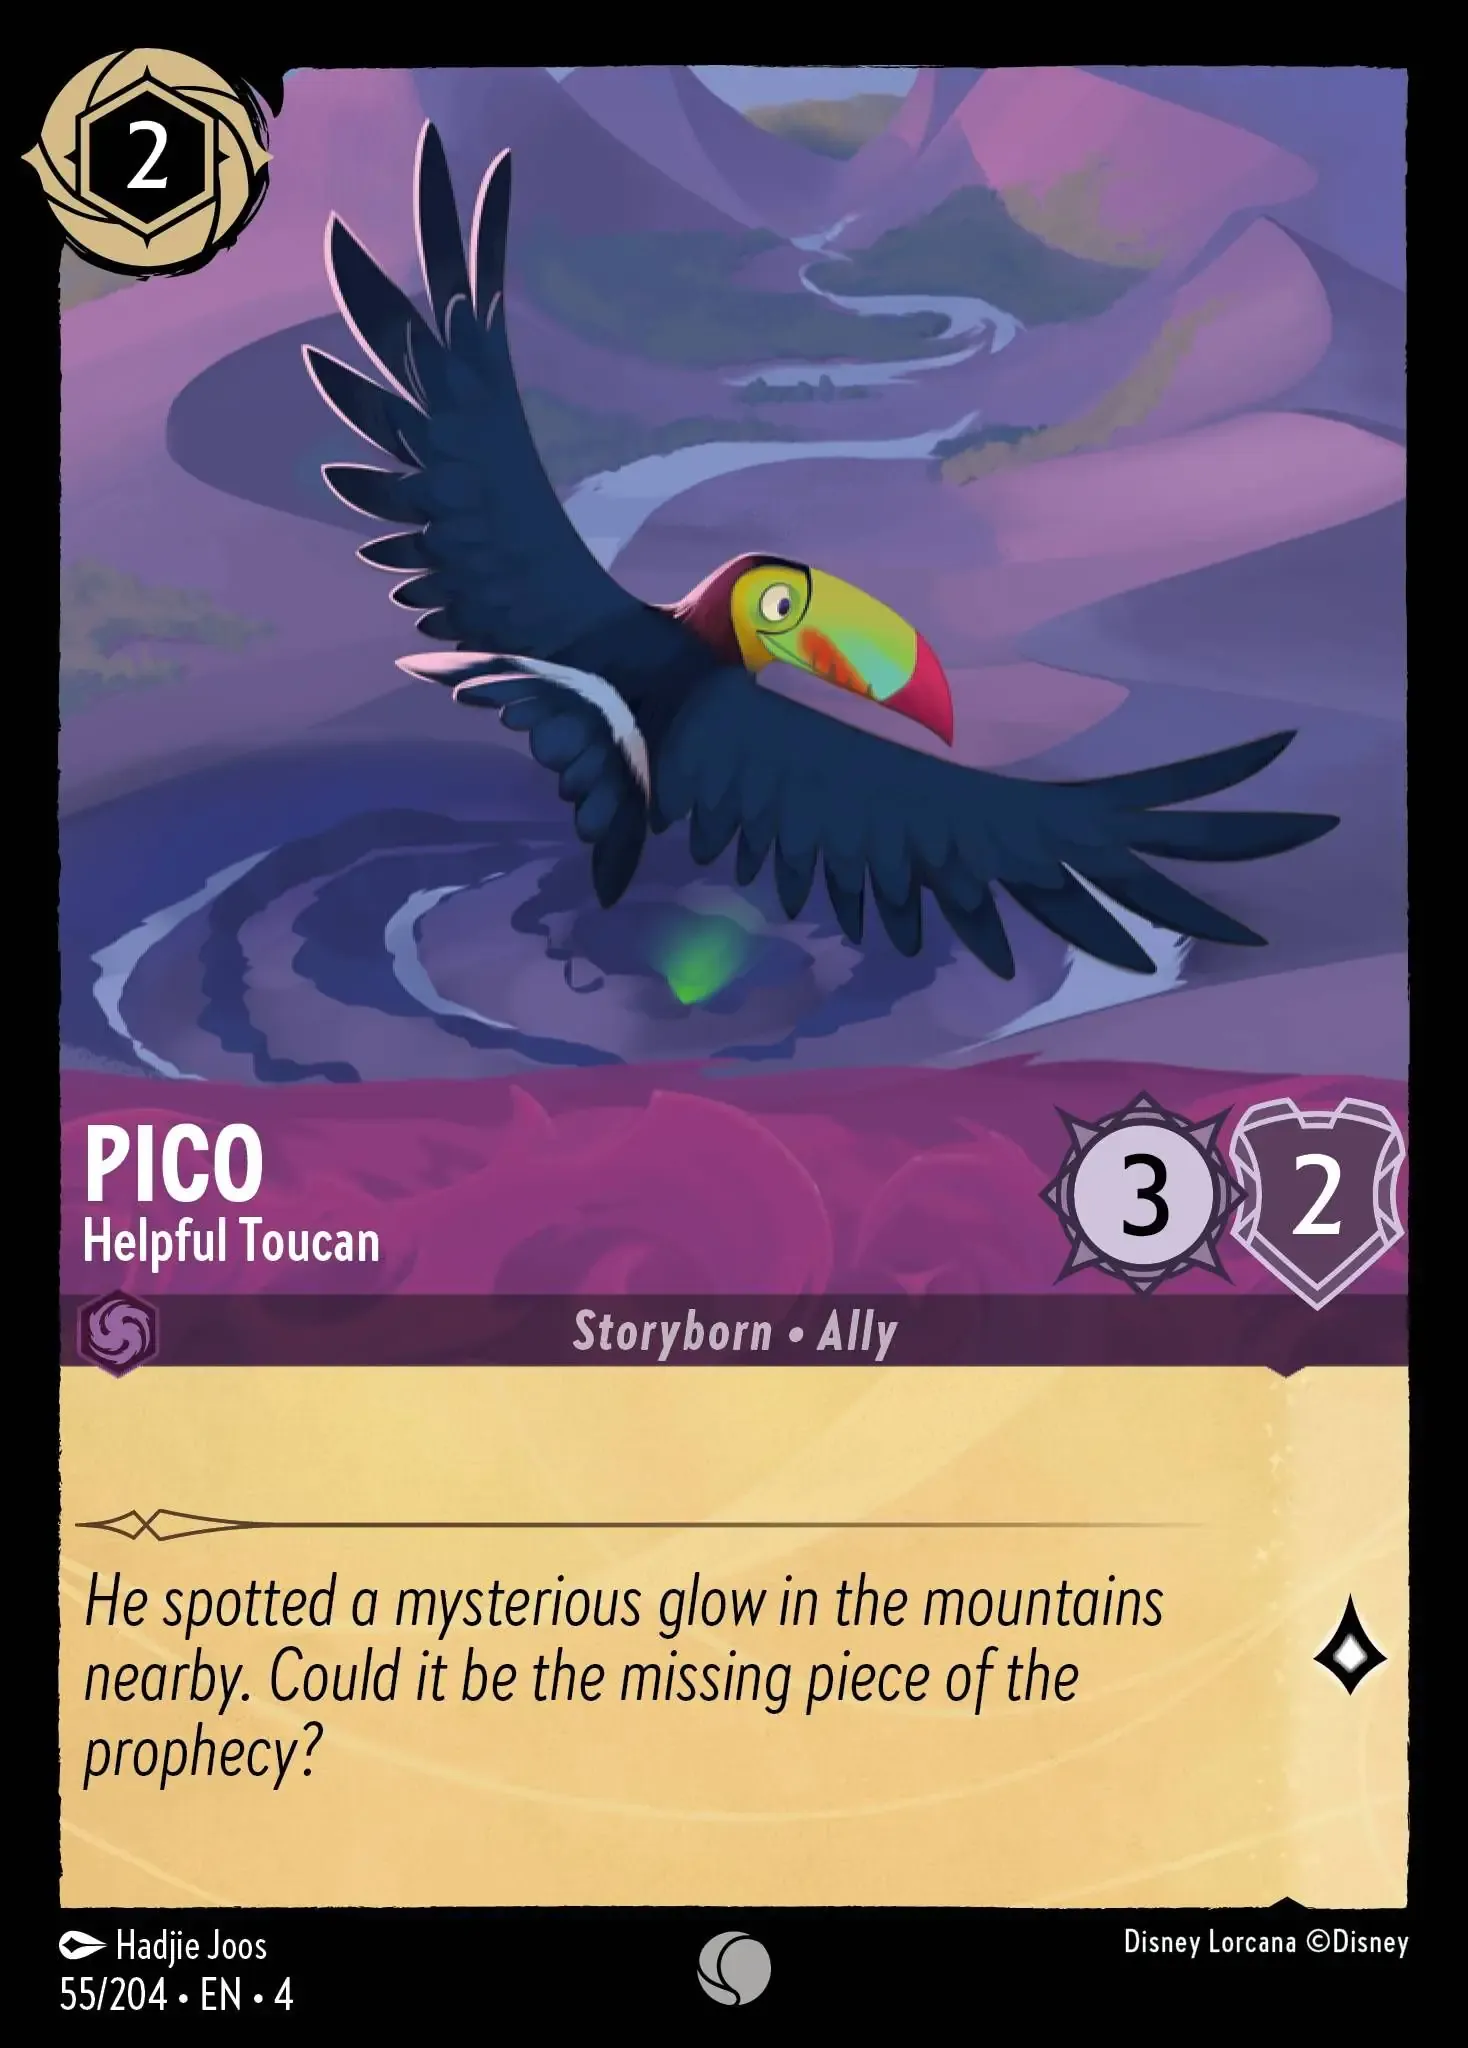 2
PICO
Helpful Toucan
3
2
Storyborn • Ally
He spotted a mysterious glow in the mountains
nearby. Could it be the missing piece of the
prophecy?
Hadjie Joos
55/204 • EN • 4
Disney Lorcana ©Disney